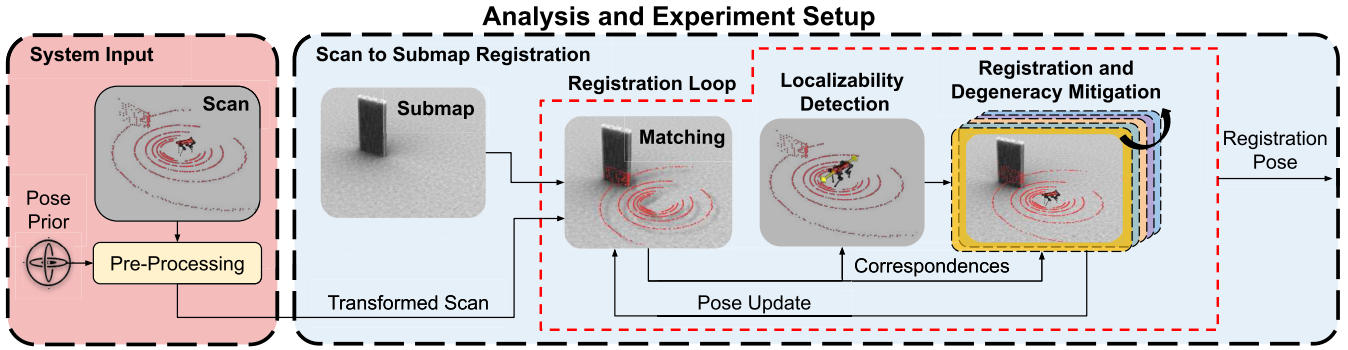 Analysis and Experiment Setup
System Input
Scan
Pose
Prior
Pre-Processing
Scan to Submap Registration
Submap
Transformed Scan
Registration Loop
Matching
Localizability
Detection
Registration and
Degeneracy Mitigation
Correspondences
Pose Update
Registration
Pose